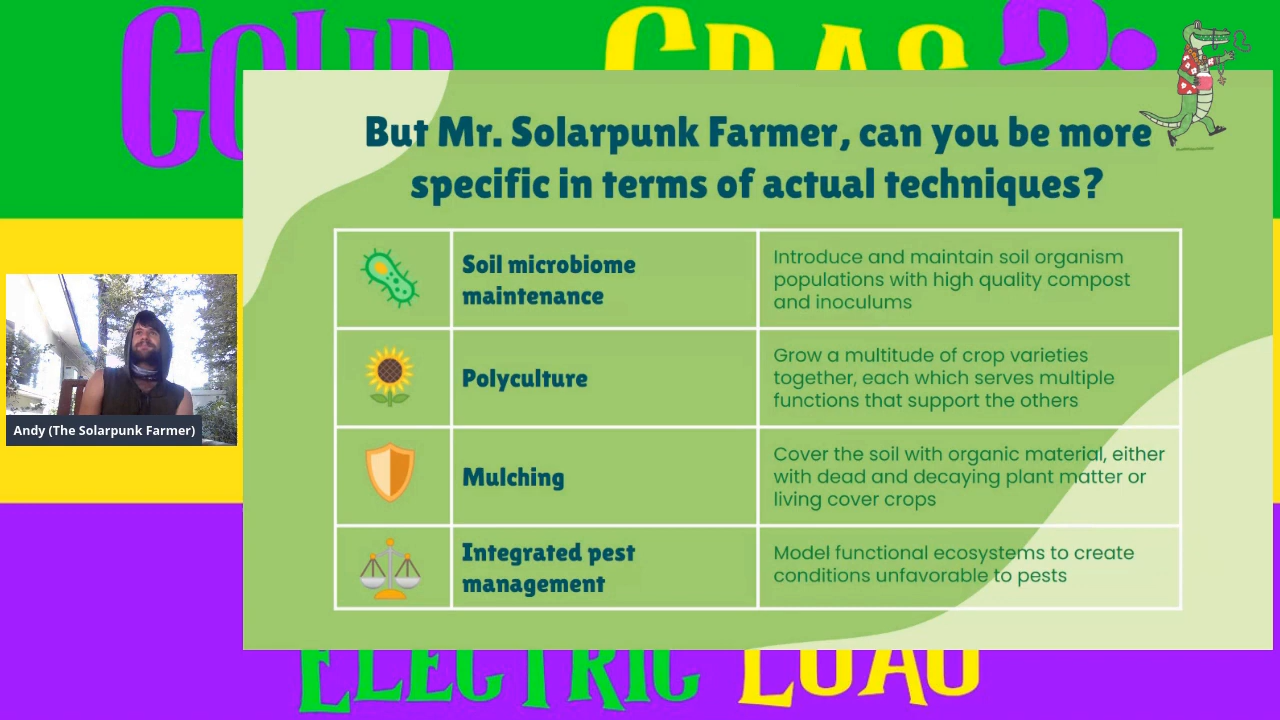 But Mr. Solarpunk Farmer, can you be more
specific in terms of actual techniques?
Soil microbiome
maintenance
Introduce and maintain soil organism
populations with high quality compost
and inoculums
Polyculture
Grow a multitude of crop varieties
together, each which serves multiple
functions that support the others
Mulching
Cover the soil with organic material, either
with dead and decaying plant matter or
living cover crops
Integrated pest
management
Model functional ecosystems to create
conditions unfavorable to pests
Andy (The Solarpunk Farmer)
ELECTRIC LUAU